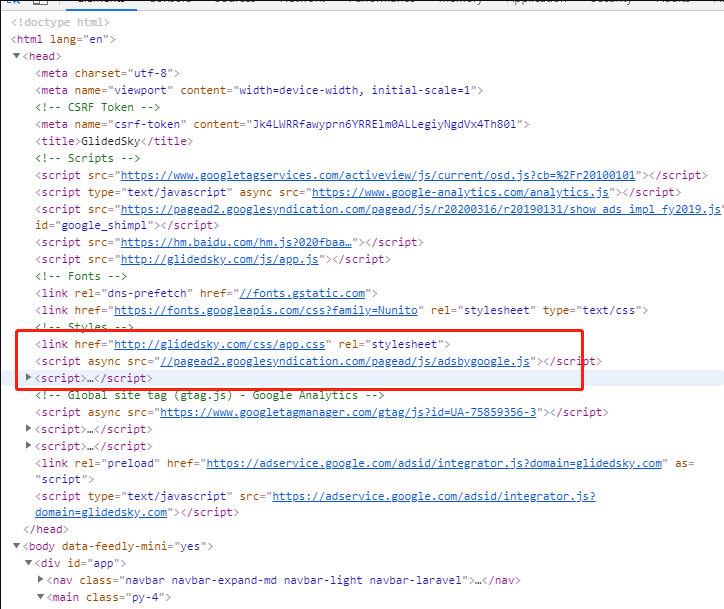 <!doctype html>
<html lang="en">
<head>
<meta charset="utf-8">
<meta name="viewport" content="width=device-width, initial-scale=1">
<!-- CSRF Token -->
<meta name="csrf-token" content="Jk4LWRRfawyprn6YRRElm0ALLegiyNgdVx4Th80l">
<title>GlidedSky</title>
<!-- Scripts -->
<script src="https://www.googletagservices.com/activeview/js/current/osd.js?cb=%2Fr20100101"></script>
<script type="text/javascript" async src="https://www.google-analytics.com/analytics.js"></script>
<script src="https://pagead2.googlesyndication.com/pagead/js/r20200316/r20190131/show_ads_impl_fy2019.js"
id="google_shimpl"></script>
<script src="https://hm.baidu.com/hm.js?020fbaa…"></script>
<script src="http://glidedsky.com/js/app.js"></script>
<!-- Fonts -->
<link rel="dns-prefetch" href="//fonts.gstatic.com">
<link href="https://fonts.googleapis.com/css?family=Nunito" rel="stylesheet" type="text/css">
<!-- Styles -->
<link href="http://glidedsky.com/css/app.css" rel="stylesheet">
<script async src="//pagead2.googlesyndication.com/pagead/js/adsbygoogle.js"></script>
<script>…</script>
<!-- Global site tag (gtag.js) - Google Analytics -->
<script async src="https://www.googletagmanager.com/gtag/js?id=UA-75859356-3"></script>
<script>…</script>
<script>…</script>
<link rel="preload" href="https://adservice.google.com/adsid/integrator.js?domain=glidedsky.com" as=
"script">
<script type="text/javascript" src="https://adservice.google.com/adsid/integrator.js?
domain=glidedsky.com"></script>
</head>
<body data-feedly-mini="yes">
<div id="app">
<nav class="navbar navbar-expand-md navbar-light navbar-laravel">…</nav>
<main class="py-4">